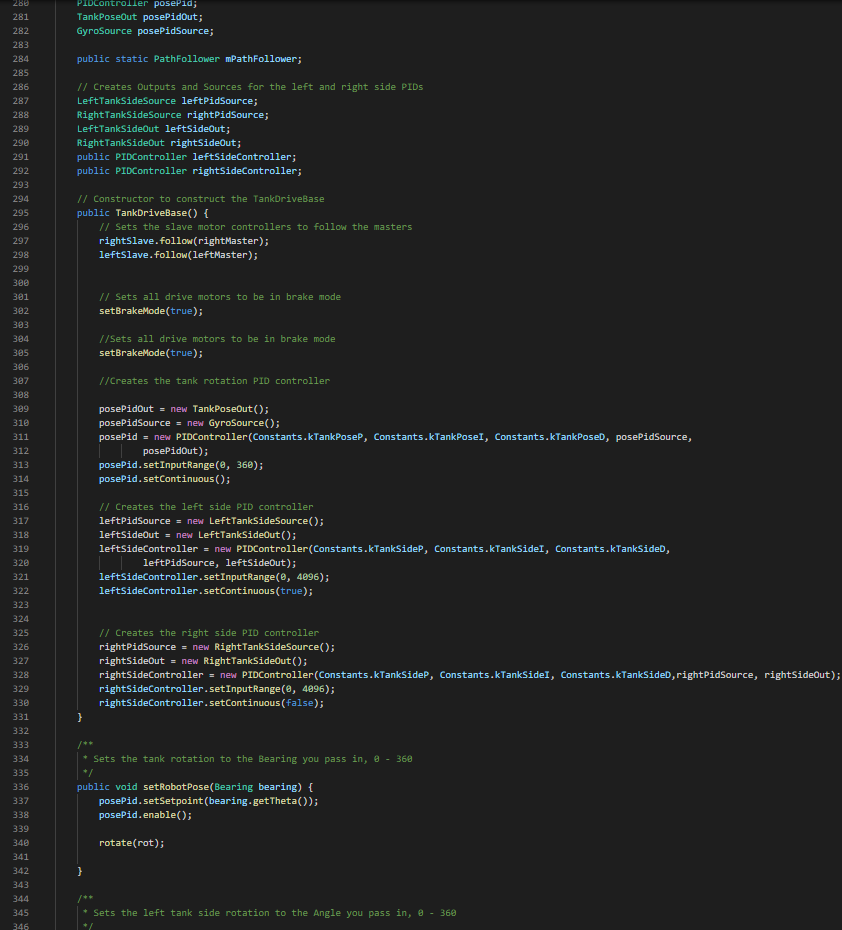 280 PIDController posePid;
281 TankPoseOut posePidOut;
282 GyroSource posePidSource;
283
284 public static PathFollower mPathFollower;
285
286 // Creates Outputs and Sources for the left and right side PIDs
287 LeftTankSideSource leftPidSource;
288 RightTankSideSource rightPidSource;
289 LeftTankSideOut leftSideOut;
290 RightTankSideOut rightSideOut;
291 public PIDController leftSideController;
292 public PIDController rightSideController;
293
294 // Constructor to construct the TankDriveBase
295 public TankDriveBase() {
296 // Sets the slave motor controllers to follow the masters
297 rightSlave.follow(rightMaster);
298 leftSlave.follow(leftMaster);
299
300
301 // Sets all drive motors to be in brake mode
302 setBrakeMode(true);
303
304 //Sets all drive motors to be in brake mode
305 setBrakeMode(true);
306
307 //Creates the tank rotation PID controller
308
309 posePidOut = new TankPoseOut();
310 posePidSource = new GyroSource();
311 posePid = new PIDController(Constants.kTankPoseP, Constants.kTankPoseI, Constants.kTankPoseD, posePidSource,
312 posePidOut);
313 posePid.setInputRange(0, 360);
314 posePid.setContinuous();
315
316 // Creates the left side PID controller
317 leftPidSource = new LeftTankSideSource();
318 leftSideOut = new LeftTankSideOut();
319 leftSideController = new PIDController(Constants.kTankSideP, Constants.kTankSideI, Constants.kTankSideD,
320 leftPidSource, leftSideOut);
321 leftSideController.setInputRange(0, 4096);
322 leftSideController.setContinuous(true);
323
324
325 // Creates the right side PID controller
326 rightPidSource = new RightTankSideSource();
327 rightSideOut = new RightTankSideOut();
328 rightSideController = new PIDController(Constants.kTankSideP, Constants.kTankSideI, Constants.kTankSideD,rightPidSource, rightSideOut);
329 rightSideController.setInputRange(0, 4096);
330 rightSideController.setContinuous(false);
331 }
332
333 /**
334 * Sets the tank rotation to the Bearing you pass in, 0 - 360
335 */
336 public void setRobotPose(Bearing bearing) {
337 posePid.setSetpoint(bearing.getTheta());
338 posePid.enable();
339
340 rotate(rot);
341
342 }
343
344 /**
345 * Sets the left tank side rotation to the Angle you pass in, 0 - 360
346 */